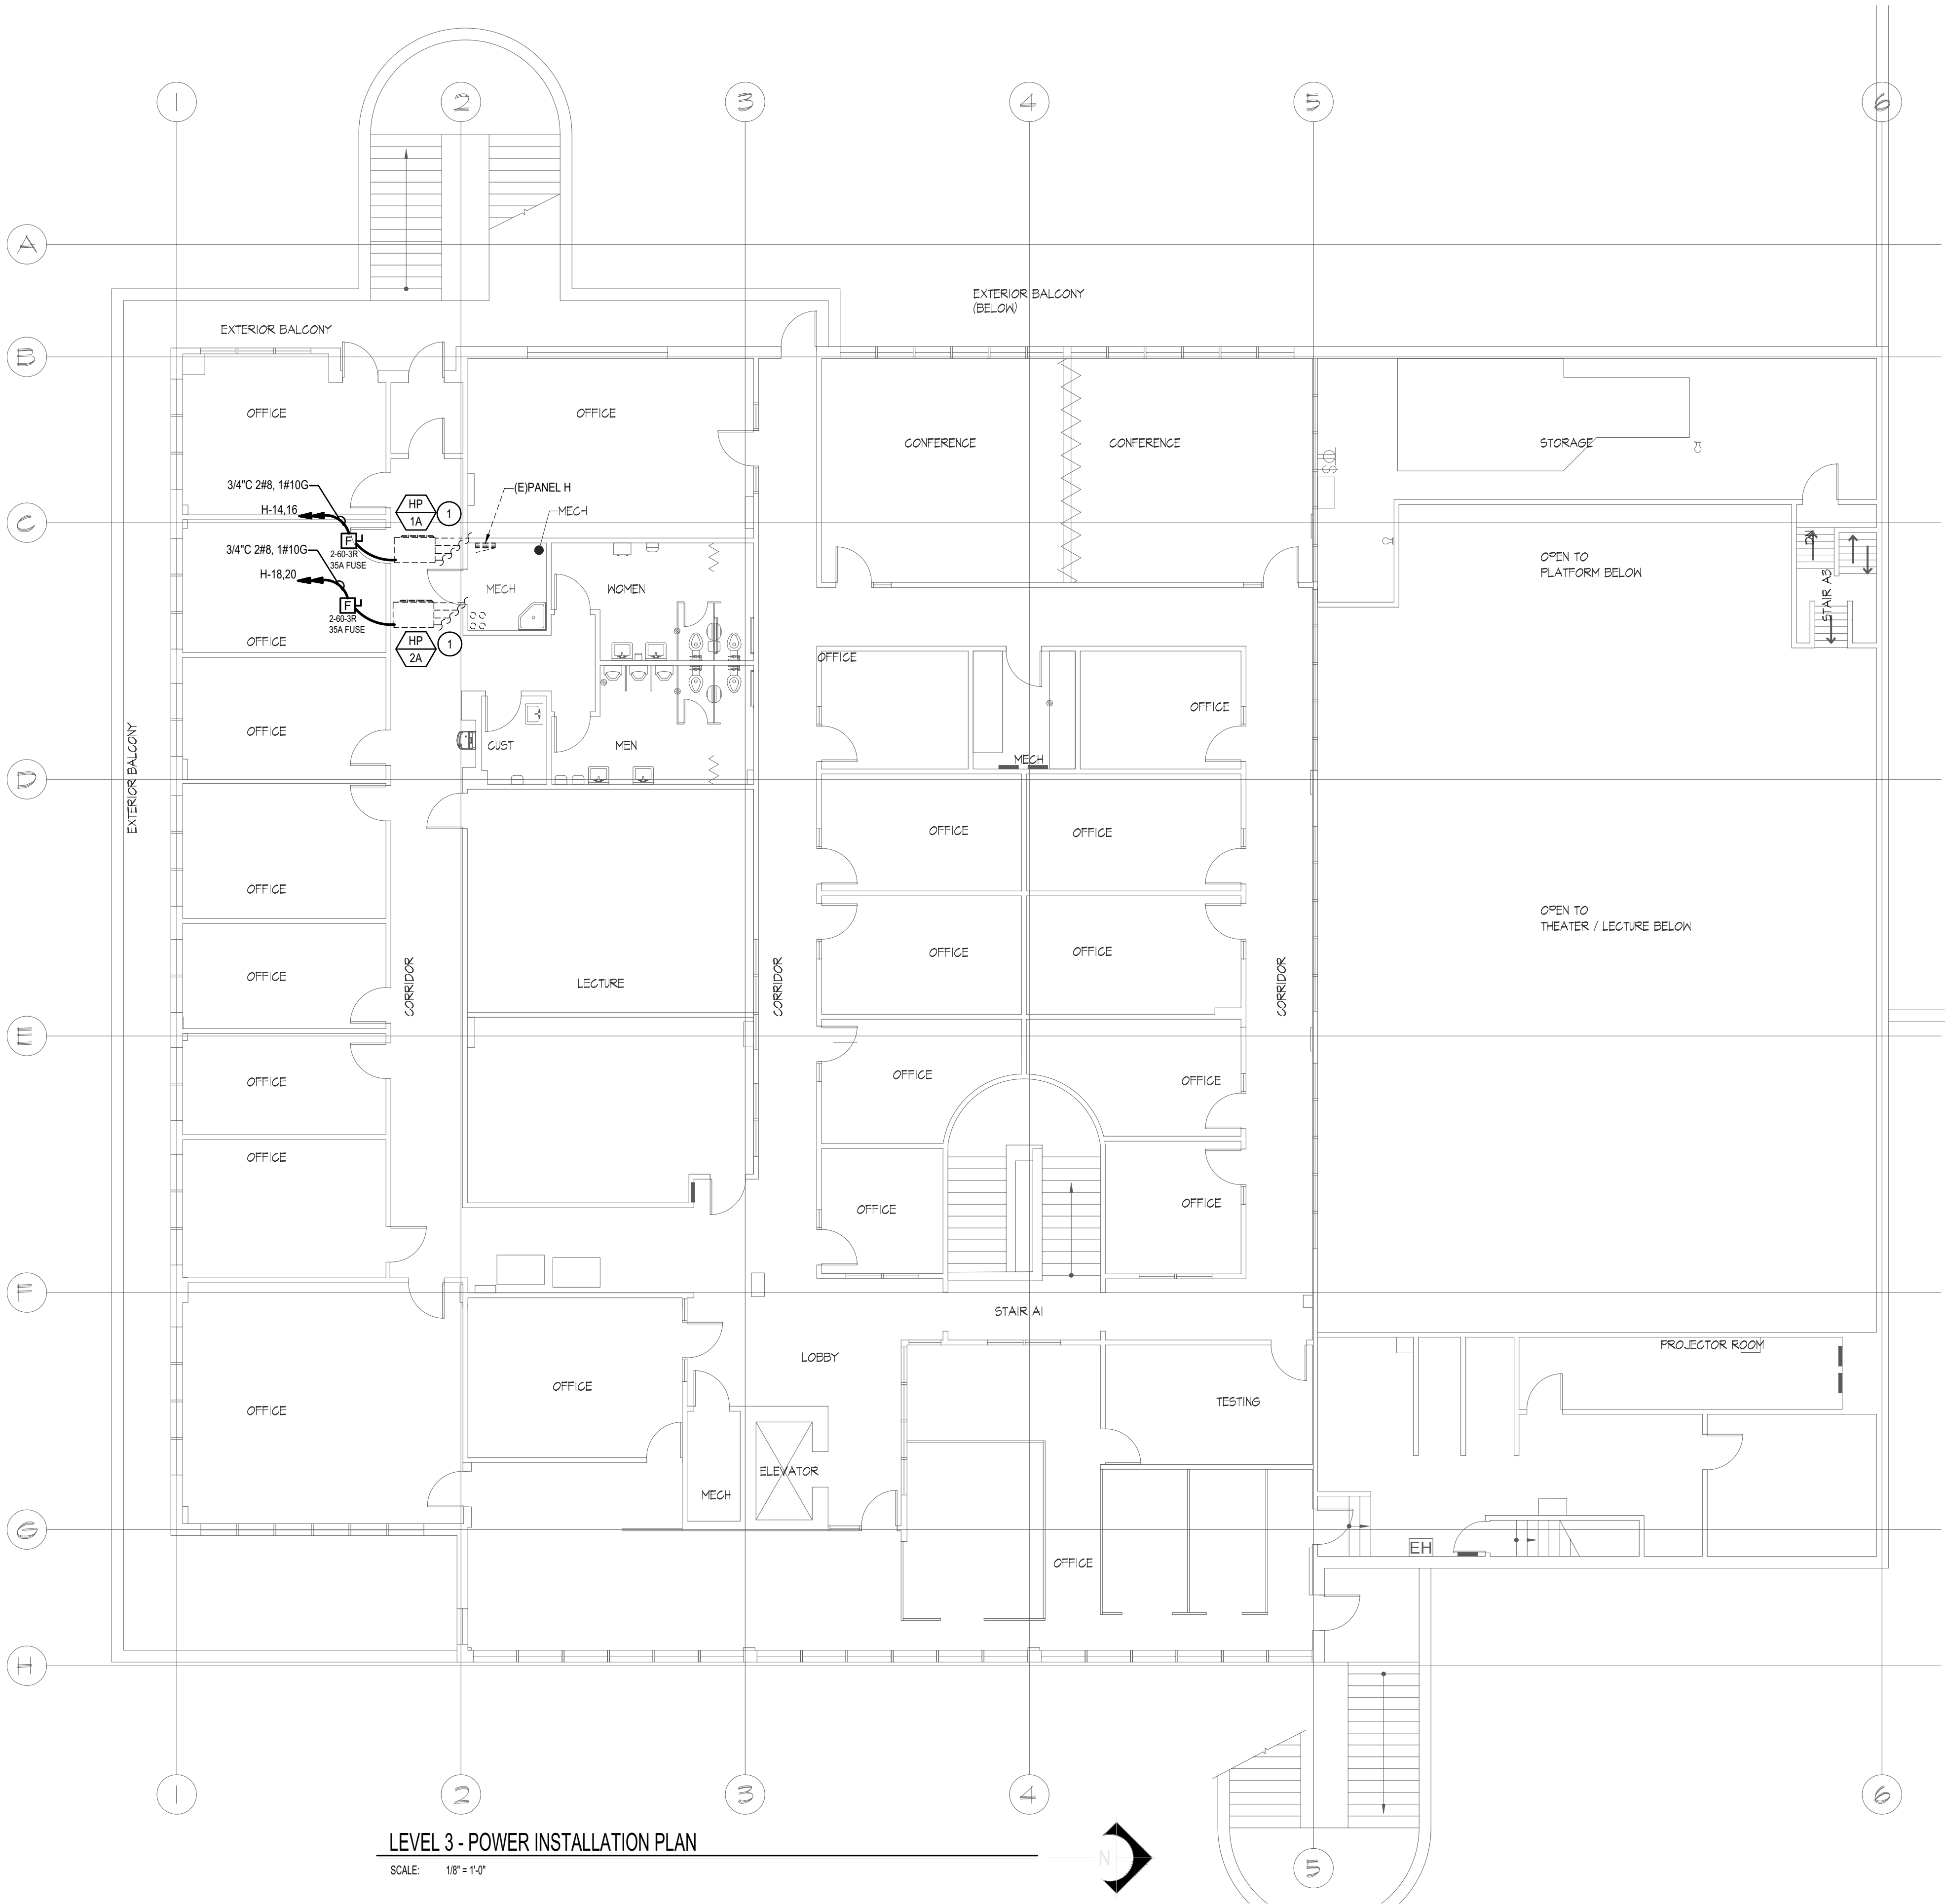 1
2
3
4
5
6
A
EXTERIOR BALCONY
(BELOW)
EXTERIOR BALCONY
B
OFFICE
OFFICE
CONFERENCE
CONFERENCE
STORAGE
3/4"C 2#8, 1#10G
(E)PANEL H
HP
1A
1
H-14,16
MECH
C
F
2-60-3R
35A FUSE
3/4"C 2#8, 1#10G
H-18,20
OPEN TO
PLATFORM BELOW
DN
STAIR A3
MECH
WOMEN
F
2-60-3R
35A FUSE
HP
2A
1
OFFICE
OFFICE
OFFICE
OFFICE
CUST
MEN
MECH
EXTERIOR BALCONY
D
OFFICE
OFFICE
OFFICE
OPEN TO
THEATER / LECTURE BELOW
OFFICE
OFFICE
OFFICE
CORRIDOR
LECTURE
CORRIDOR
CORRIDOR
E
OFFICE
OFFICE
OFFICE
OFFICE
OFFICE
OFFICE
F
STAIR A1
LOBBY
PROJECTOR ROOM
OFFICE
OFFICE
TESTING
ELEVATOR
MECH
G
EH
OFFICE
H
1
2
3
4
6
5
LEVEL 3 - POWER INSTALLATION PLAN
SCALE: 1/8" = 1'-0"
N